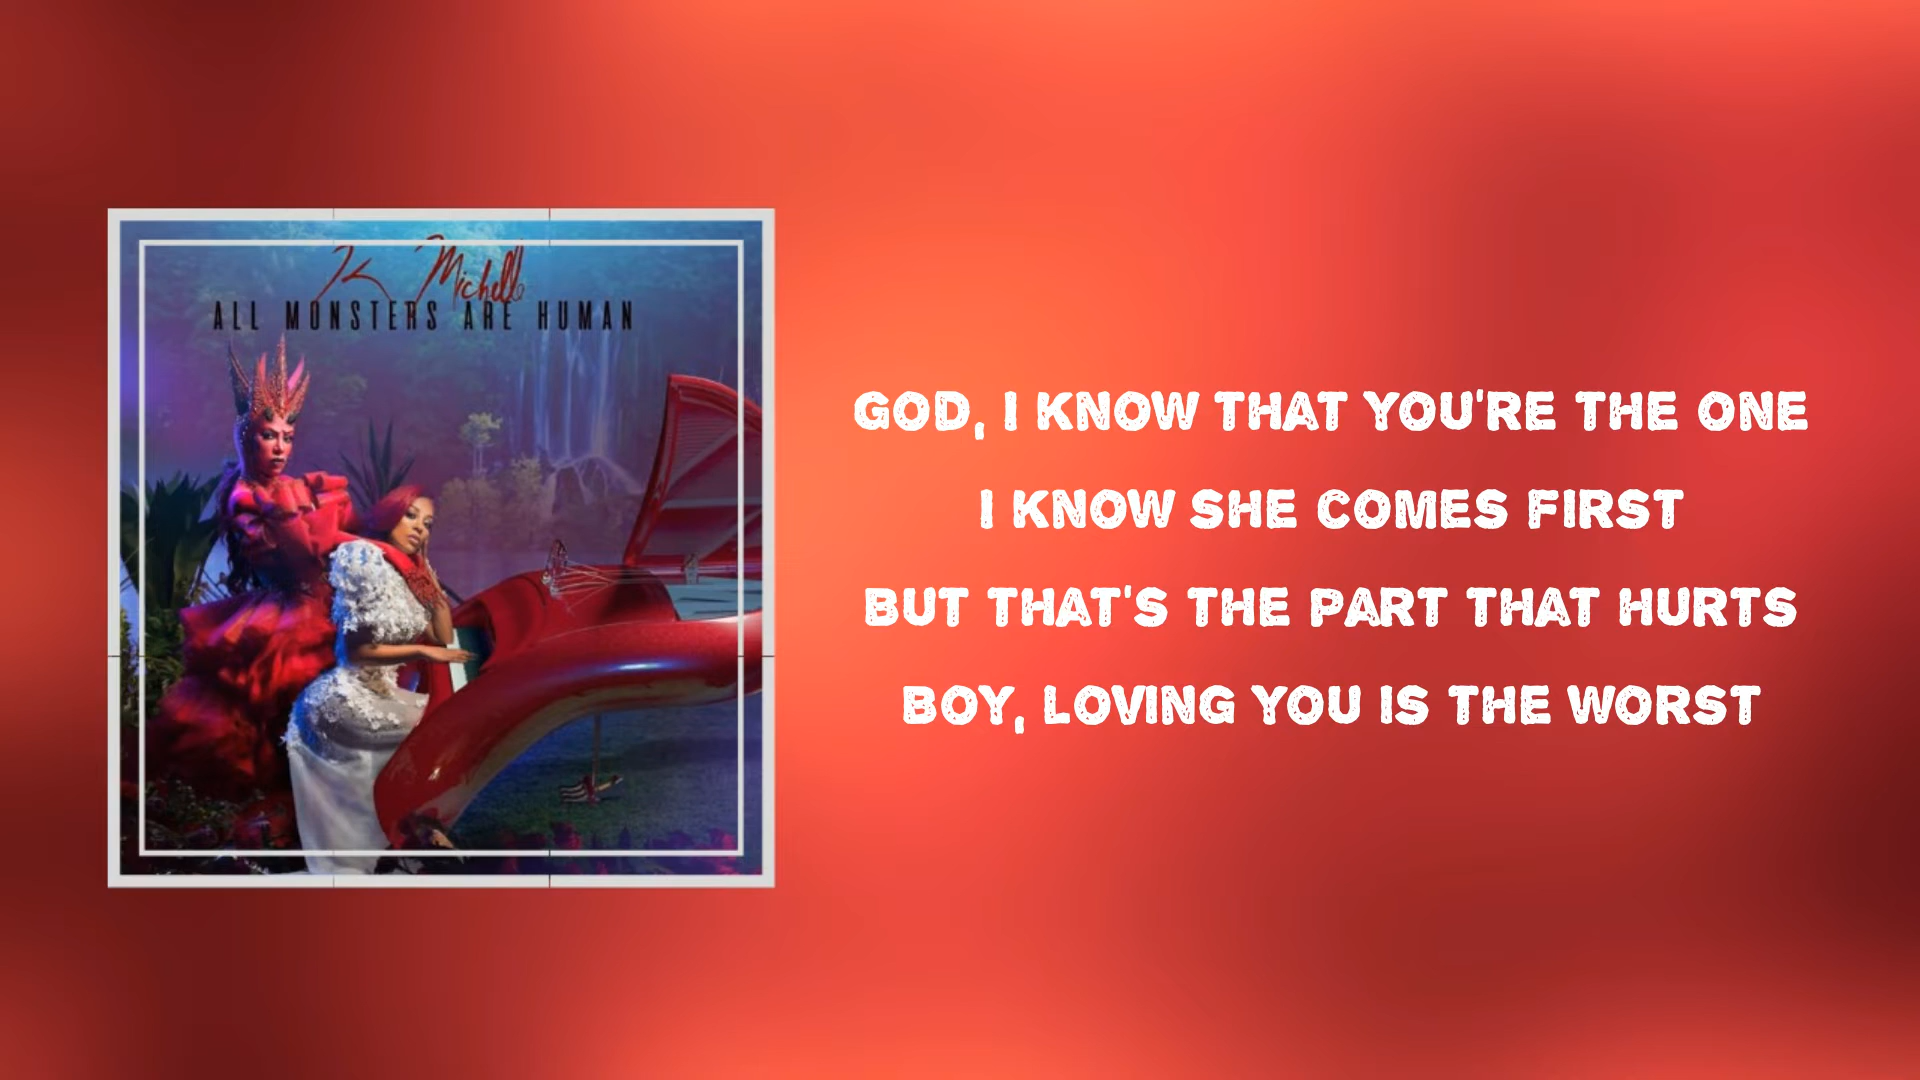 K. Michelle
ALL MONSTERS ARE HUMAN
GOD, I KNOW THAT YOU'RE THE ONE
I KNOW SHE COMES FIRST
BUT THAT'S THE PART THAT HURTS
BOY, LOVING YOU IS THE WORST